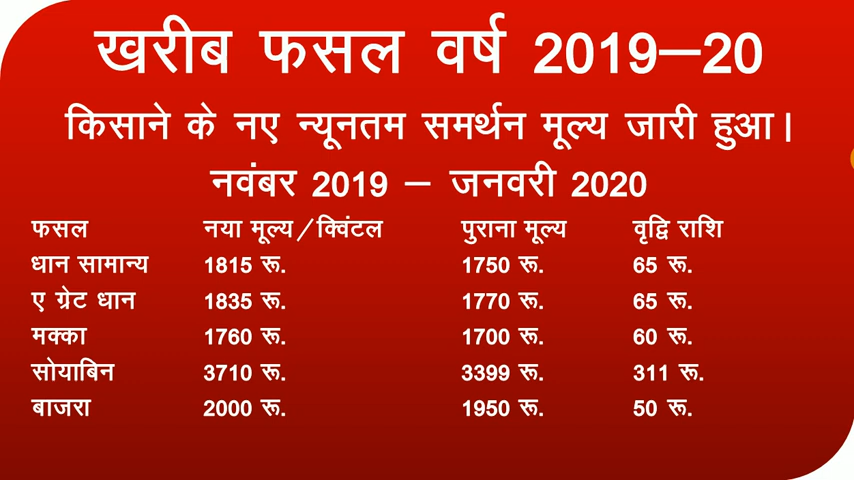 खरीब फसल वर्ष 2019–20
किसाने के नए न्यूनतम समर्थन मूल्य जारी हुआ।
नवंबर 2019 – जनवरी 2020
फसल नया मूल्य/क्विंटल पुराना मूल्य वृद्वि राशि
धान सामान्य 1815 रू. 1750 रू. 65 रू.
ए ग्रेट धान 1835 रू. 1770 रू. 65 रू.
मक्का 1760 रू. 1700 रू. 60 रू.
सोयाबिन 3710 रू. 3399 रू. 311 रू.
बाजरा 2000 रू. 1950 रू. 50 रू.